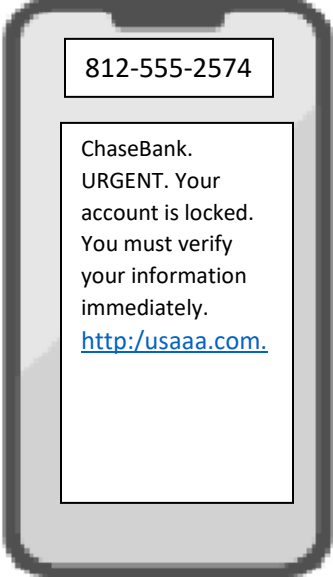 812-555-2574
ChaseBank.
URGENT. Your
account is locked.
You must verify
your information
immediately.
http:/usaaa.com.